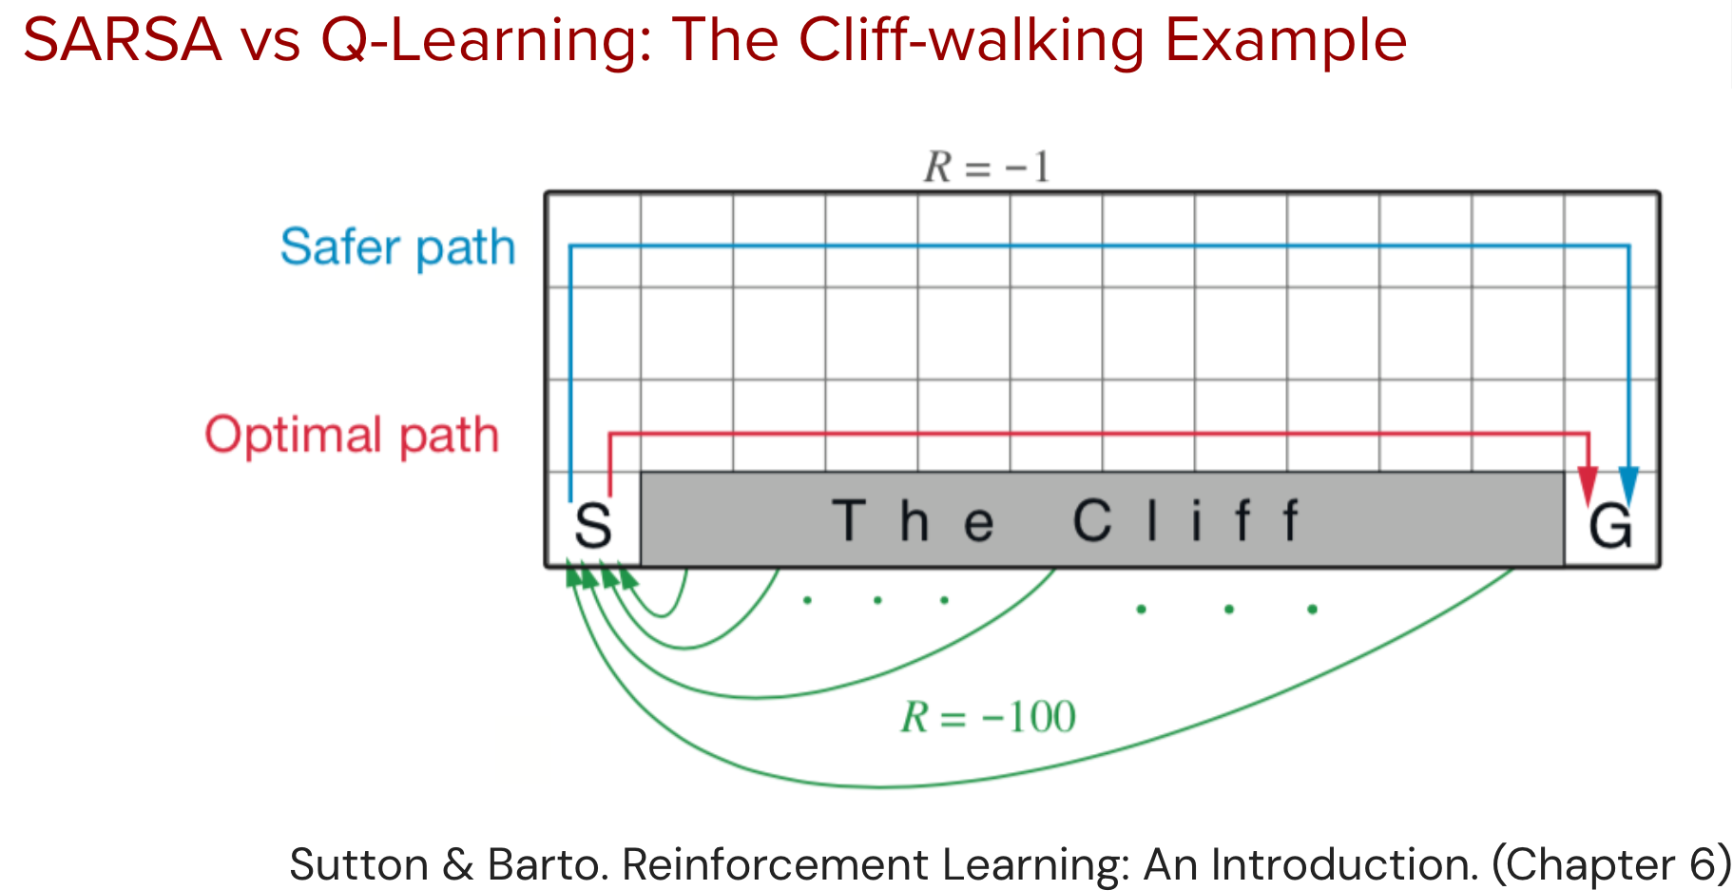 SARSA vs Q-Learning: The Cliff-walking Example
R = −1
Safer path
Optimal path
S
The Cliff
G
R = −100
Sutton & Barto. Reinforcement Learning: An Introduction. (Chapter 6)